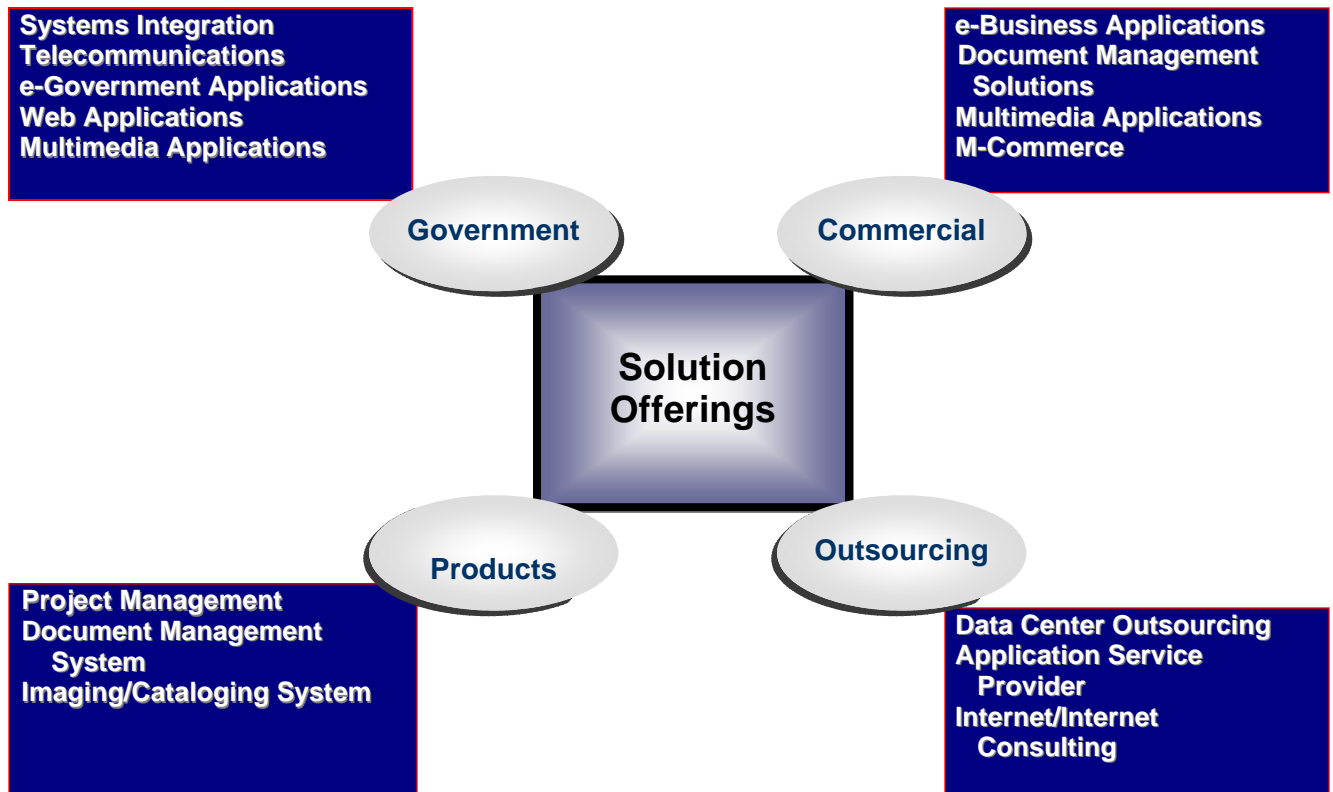 Systems Integration
Telecommunications
e-Government Applications
Web Applications
Multimedia Applications
e-Business Applications
Document Management
Solutions
Multimedia Applications
M-Commerce
Government
Commercial
Solution
Offerings
Products
Outsourcing
Project Management
Document Management
System
Imaging/Cataloging System
Data Center Outsourcing
Application Service
Provider
Internet/Internet
Consulting